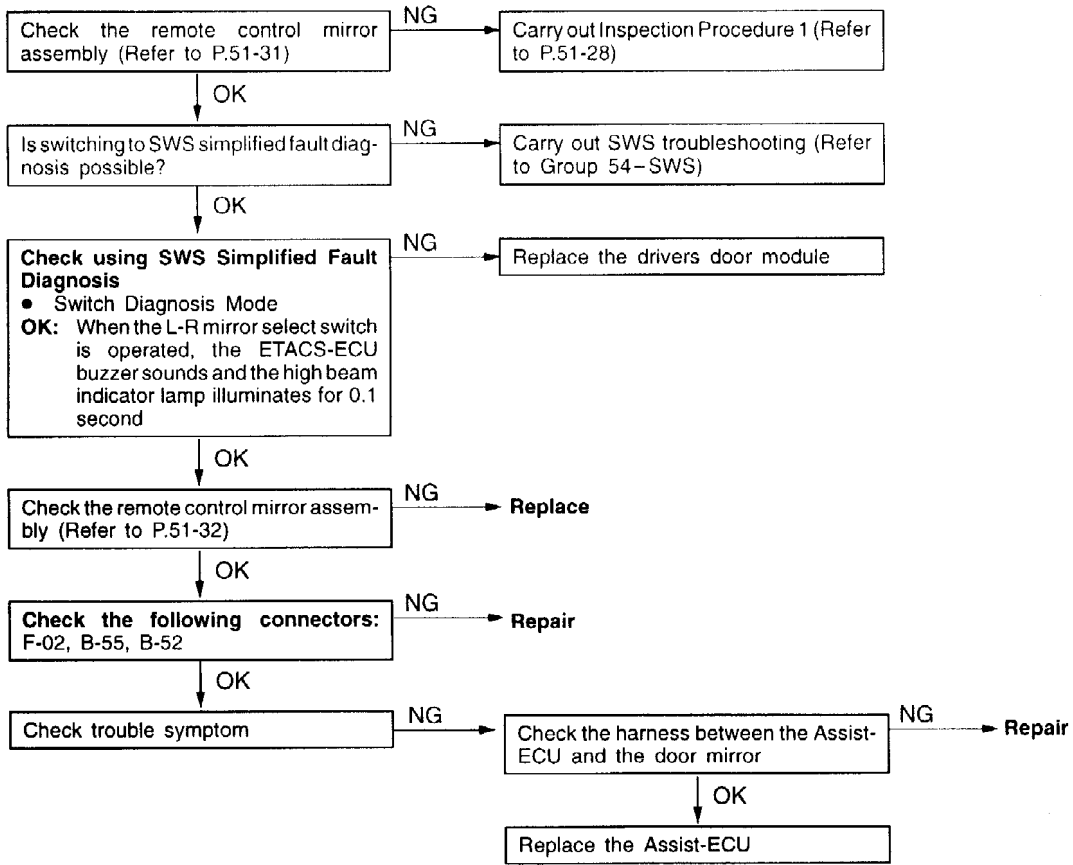 Check the remote control mirror
assembly (Refer to P.51-31)
NG
Carry out Inspection Procedure 1 (Refer
to P.51-28)
OK
Is switching to SWS simplified fault diag-
nosis possible?
NG
Carry out SWS troubleshooting (Refer
to Group 54–SWS)
OK
Check using SWS Simplified Fault
Diagnosis
● Switch Diagnosis Mode
OK: When the L-R mirror select switch
is operated, the ETACS-ECU
buzzer sounds and the high beam
indicator lamp illuminates for 0.1
second
NG
Replace the drivers door module
OK
Check the remote control mirror assem-
bly (Refer to P.51-32)
NG
Replace
OK
Check the following connectors:
F-02, B-55, B-52
NG
Repair
OK
Check trouble symptom
NG
Check the harness between the Assist-
ECU and the door mirror
NG
Repair
OK
Replace the Assist-ECU